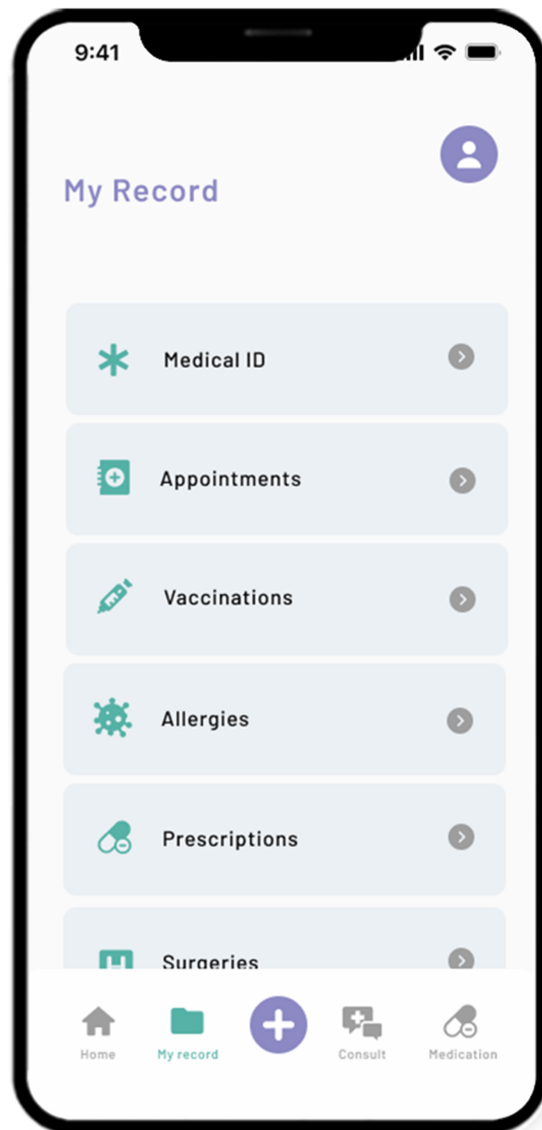 9:41
My Record
Medical ID
Appointments
Vaccinations
Allergies
Prescriptions
Surgeries
Home
My record
Consult
Medication